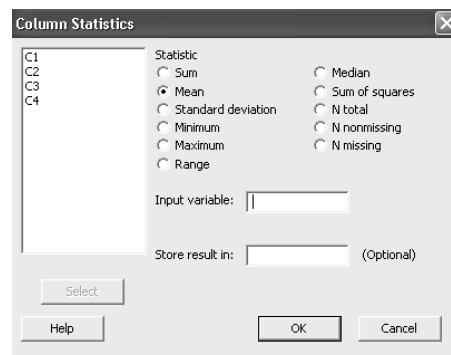 Column Statistics
C1
C2
C3
C4
Statistic
Sum
Mean
Standard deviation
Minimum
Maximum
Range
Median
Sum of squares
N total
N nonmissing
N missing
Input variable:
Store result in:
(Optional)
Select
Help
OK
Cancel